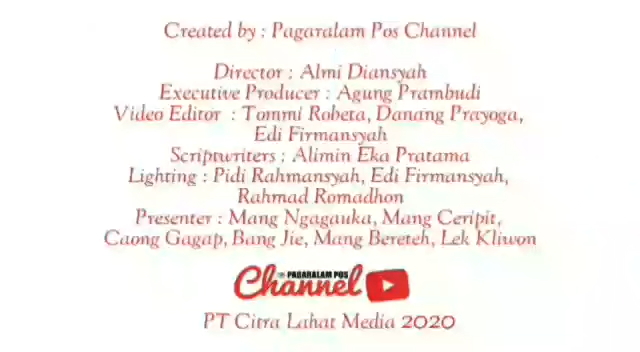 Created by : Pagaralam Pos Channel
Director : Almi Diansyah
Executive Producer : Agung Prambudi
Video Editor : Tommi Robeta, Danang Prayoga,
Edi Firmansyah
Scriptwriters : Alimin Eka Pratama
Lighting : Pidi Rahmansyah, Edi Firmansyah,
Rahmad Romadhon
Presenter : Mang Ngagauka, Mang Ceripit,
Caong Gagap, Bang Jie, Mang Bereteh, Lek Kliwon
PAGARALAM POS
Channel
PT Citra Lahat Media 2020